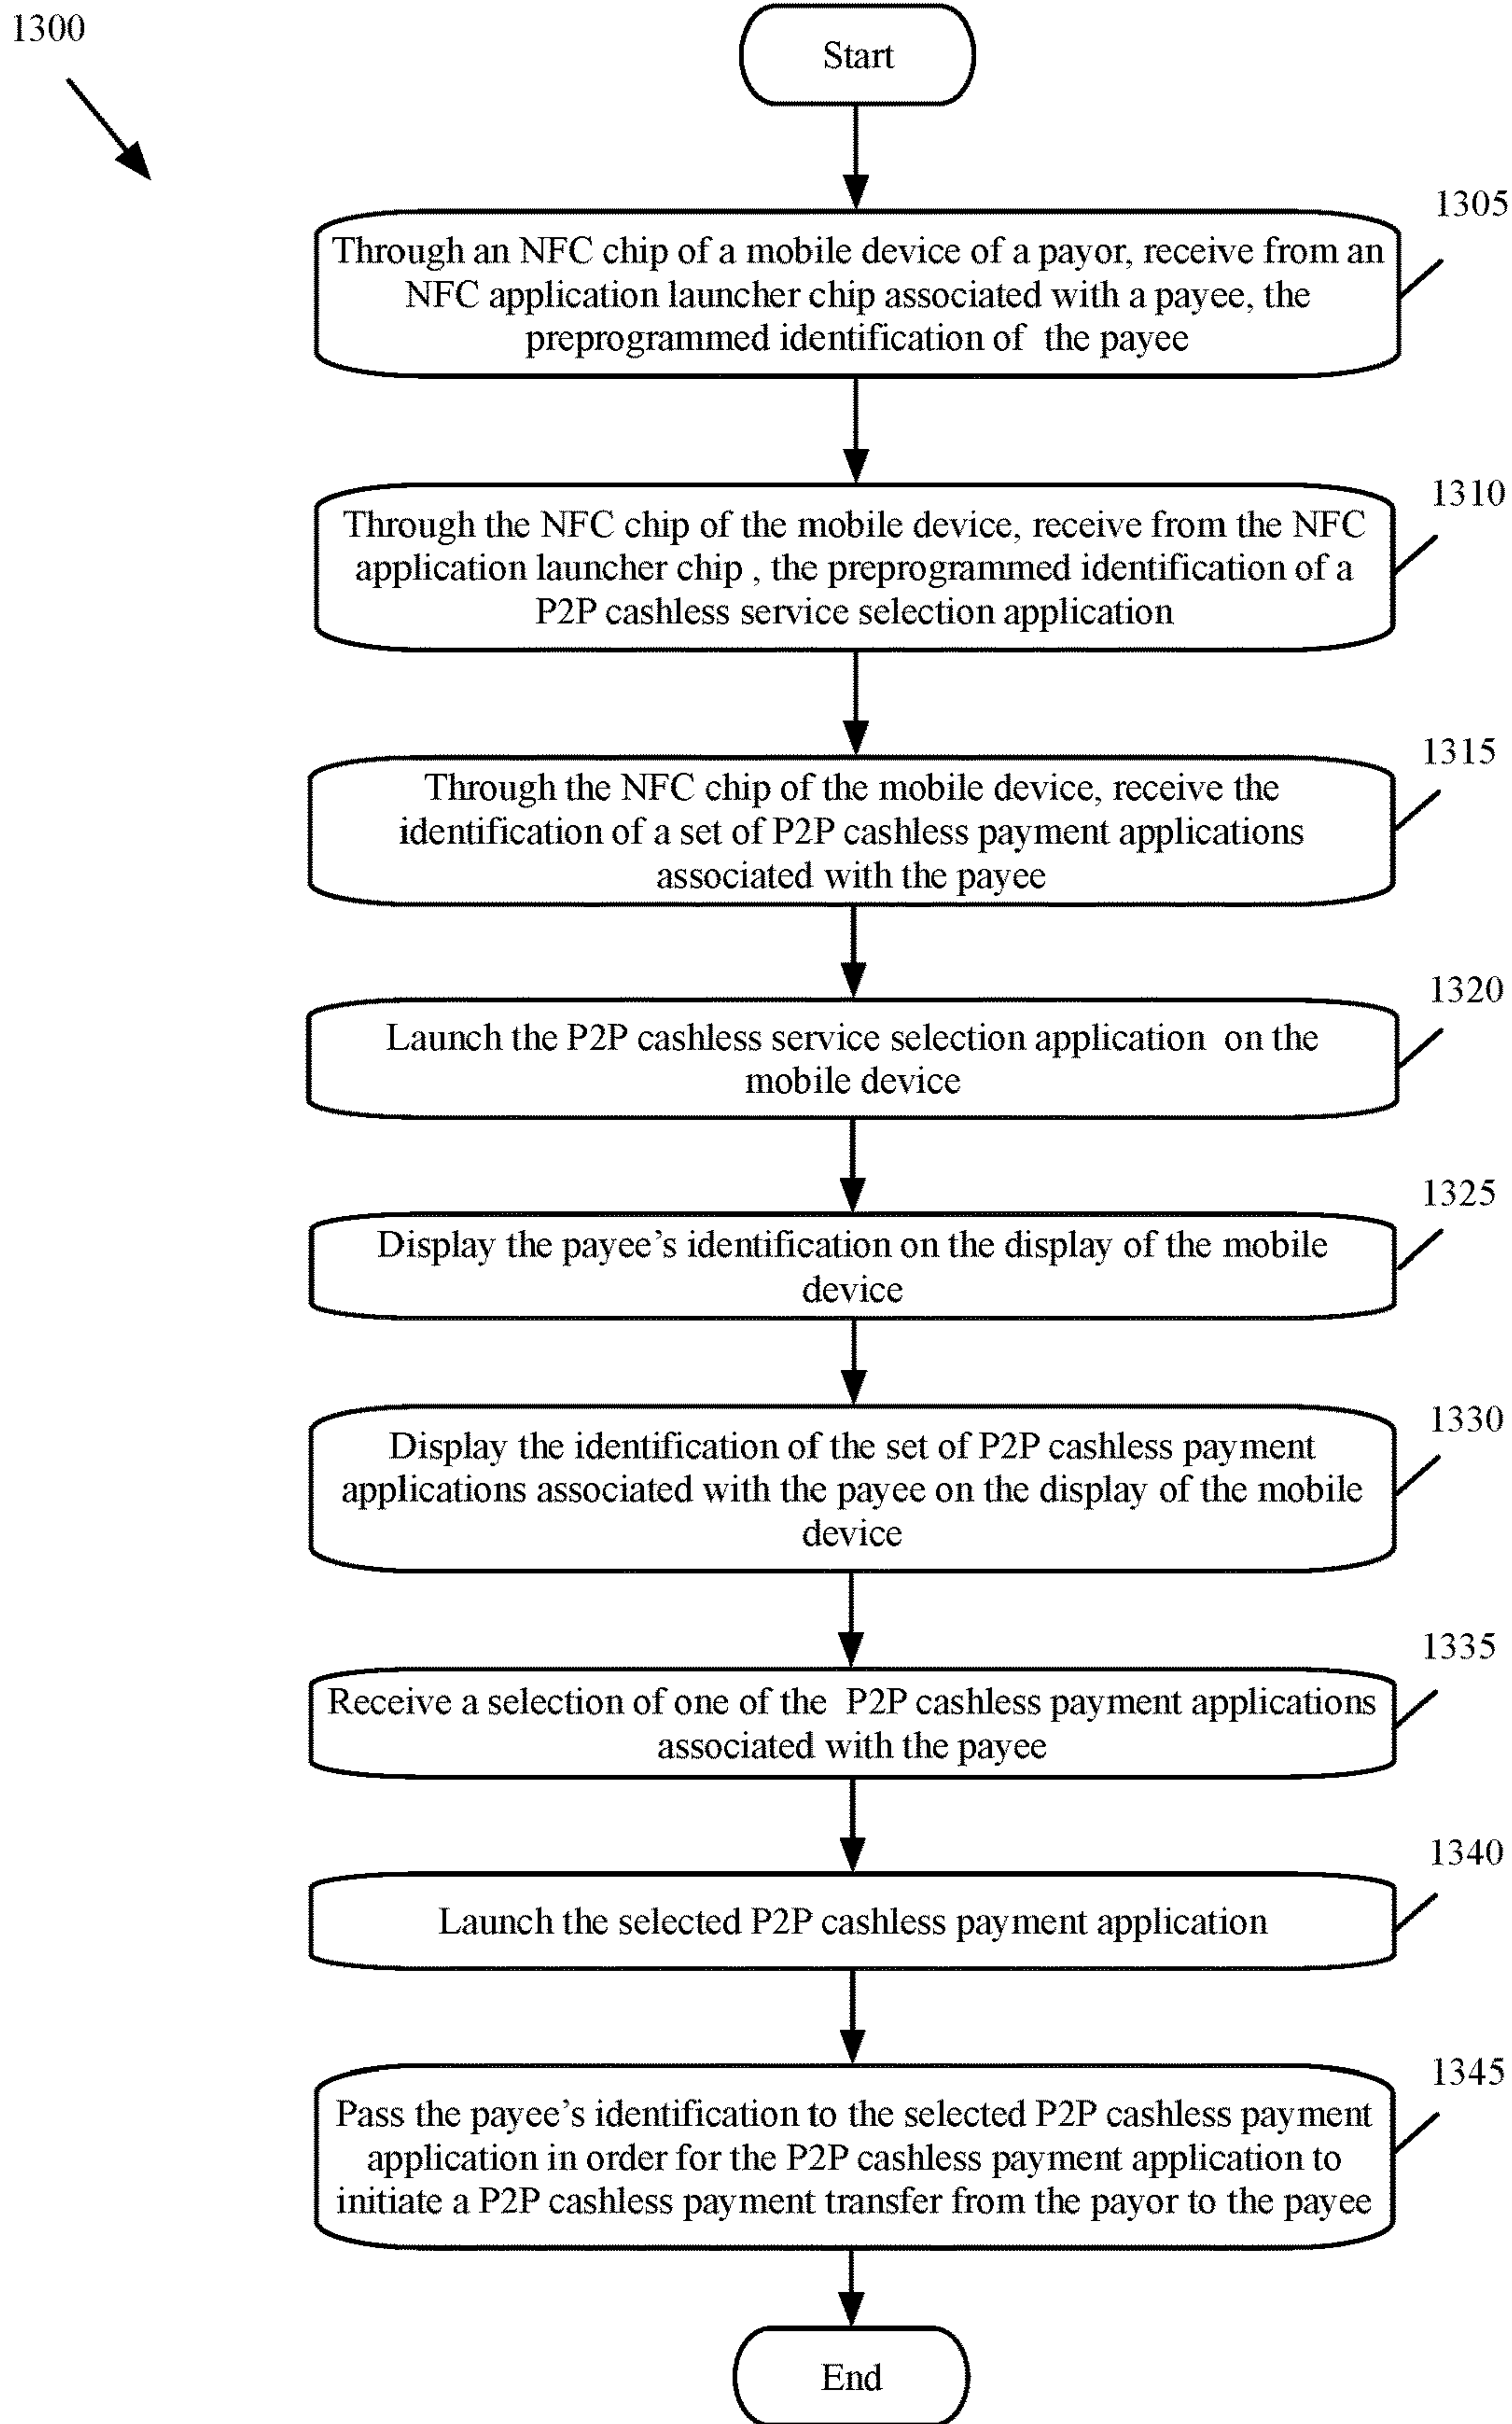 1300
Start
1305
Through an NFC chip of a mobile device of a payor, receive from an
NFC application launcher chip associated with a payee, the
preprogrammed identification of the payee
1310
Through the NFC chip of the mobile device, receive from the NFC
application launcher chip , the preprogrammed identification of a
P2P cashless service selection application
1315
Through the NFC chip of the mobile device, receive the
identification of a set of P2P cashless payment applications
associated with the payee
1320
Launch the P2P cashless service selection application on the
mobile device
1325
Display the payee’s identification on the display of the mobile
device
1330
Display the identification of the set of P2P cashless payment
applications associated with the payee on the display of the mobile
device
1335
Receive a selection of one of the P2P cashless payment applications
associated with the payee
1340
Launch the selected P2P cashless payment application
1345
Pass the payee’s identification to the selected P2P cashless payment
application in order for the P2P cashless payment application to
initiate a P2P cashless payment transfer from the payor to the payee
End